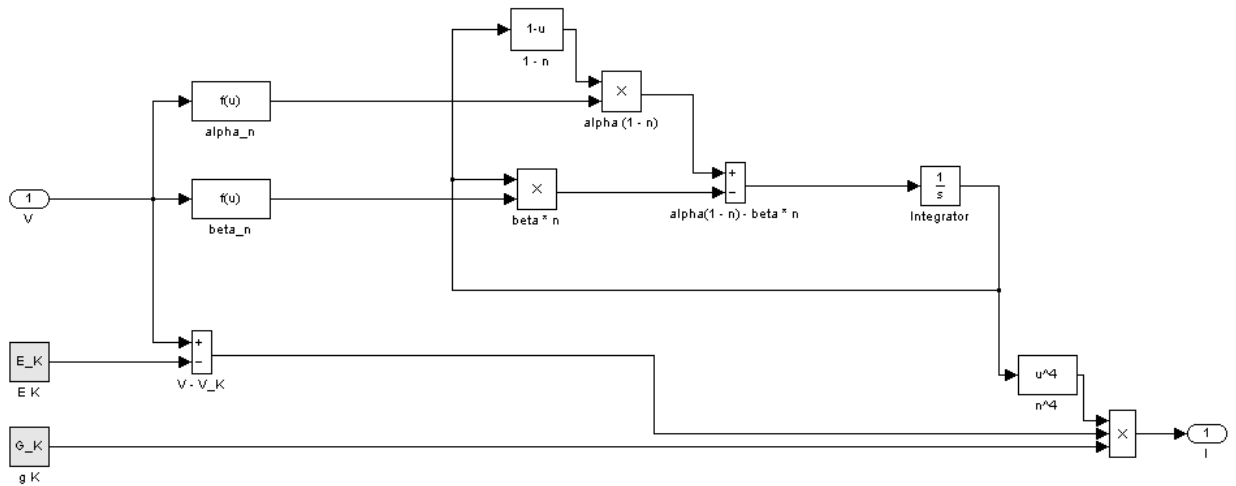 1-u
1 - n
f(u)
alpha_n
×
alpha (1 - n)
1
V
f(u)
beta_n
×
beta * n
+
−
alpha(1 - n) - beta * n
1
s
Integrator
+
−
V - V_K
E_K
E K
u^4
n^4
G_K
g K
×
1
I